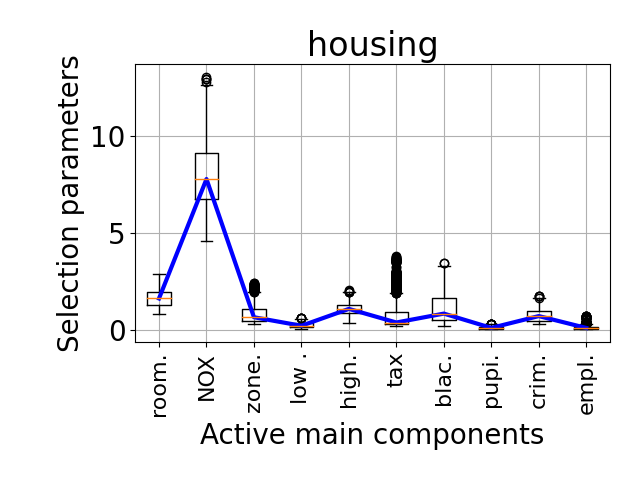 housing
Selection parameters
10
5
0
room.
NOX
zone.
low .
high.
tax
blac.
pupi.
crim.
empl.
Active main components